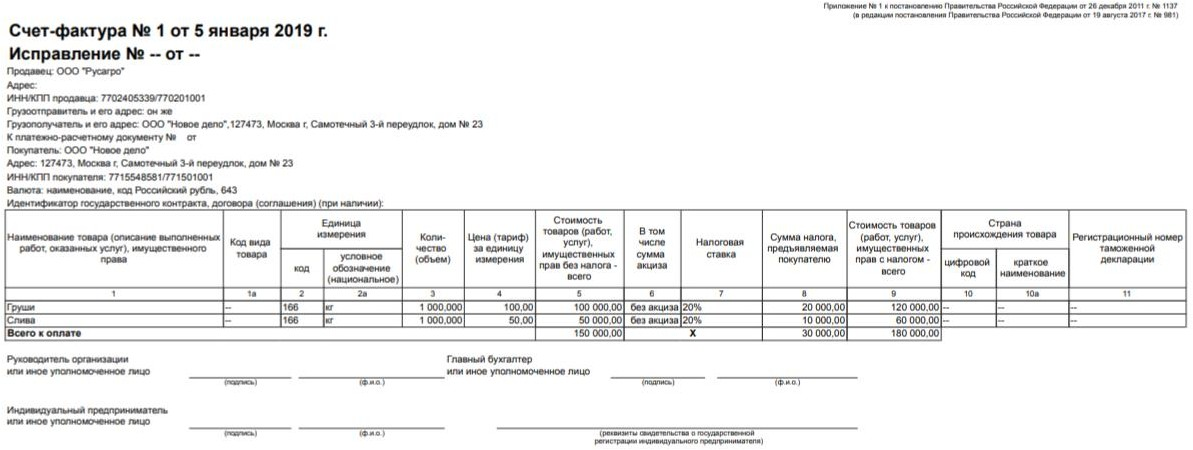 Приложение № 1 к постановлению Правительства Российской Федерации от 26 декабря 2011 г. № 1137
(в редакции постановления Правительства Российской Федерации от 19 августа 2017 г. № 981)
Счет-фактура № 1 от 5 января 2019 г.
Исправление № -- от --
Продавец: ООО "Русагро"
Адрес:
ИНН/КПП продавца: 7702405339/770201001
Грузоотправитель и его адрес: он же
Грузополучатель и его адрес: ООО "Новое дело",127473, Москва г, Самотечный 3-й переудлок, дом № 23
К платежно-расчетному документу № от
Покупатель: ООО "Новое дело"
Адрес: 127473, Москва г, Самотечный 3-й переудлок, дом № 23
ИНН/КПП покупателя: 7715548581/771501001
Валюта: наименование, код Российский рубль, 643
Идентификатор государственного контракта, договора (соглашения) (при наличии):
Наименование товара (описание выполненных работ, оказанных услуг), имущественного права
Код вида товара
Единица измерения
код
условное обозначение (национальное)
Коли-чество (объем)
Цена (тариф) за единицу измерения
Стоимость товаров (работ, услуг), имущественных прав без налога - всего
В том числе сумма акциза
Налоговая ставка
Сумма налога, предъявляемая покупателю
Стоимость товаров (работ, услуг), имущественных прав с налогом - всего
Страна происхождения товара
цифровой код
краткое наименование
Регистрационный номер таможенной декларации
1 1а 2 2а 3 4 5 6 7 8 9 10 10а 11
Груши -- 166 кг 1 000,000 100,00 100 000,00 без акциза 20% 20 000,00 120 000,00 -- -- --
Слива -- 166 кг 1 000,000 50,00 50 000,00 без акциза 20% 10 000,00 60 000,00 -- -- --
Всего к оплате 150 000,00 X 30 000,00 180 000,00
Руководитель организации
или иное уполномоченное лицо
(подпись) (ф.и.о.)
Главный бухгалтер
или иное уполномоченное лицо
(подпись) (ф.и.о.)
Индивидуальный предприниматель
или иное уполномоченное лицо
(подпись) (ф.и.о.)
(реквизиты свидетельства о государственной
регистрации индивидуального предпринимателя)